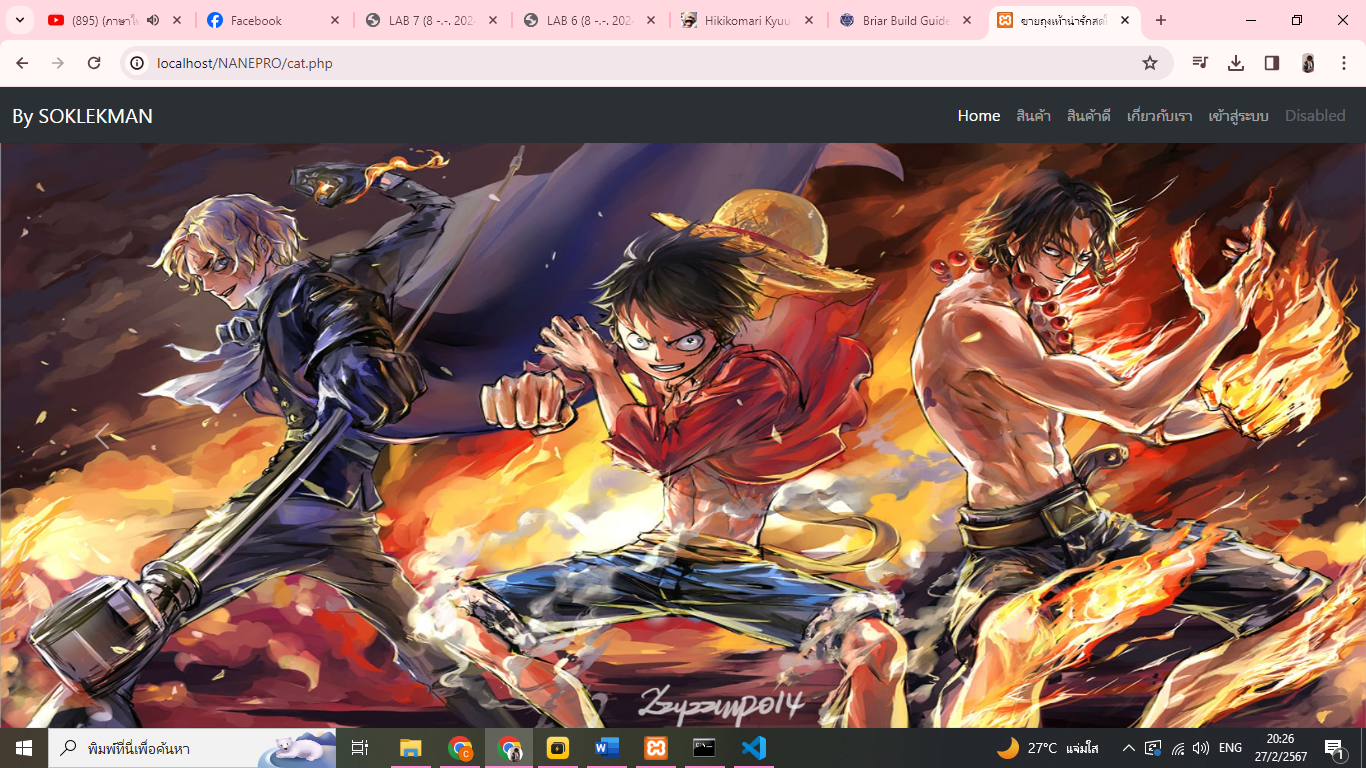 (895) (ภาษาไ
Facebook
LAB 7 (8 -.-. 202
LAB 6 (8 -.-. 202
Hikikomari Kyuu
Briar Build Guide
ขายถุงเท้าน่ารักสดใ
localhost/NANEPRO/cat.php
By SOKLEKMAN
Home
สินค้า
สินค้าดี
เกี่ยวกับเรา
เข้าสู่ระบบ
Disabled
พิมพ์ที่นี่เพื่อค้นหา
27°C แจ่มใส
ENG
20:26
27/2/2567
1